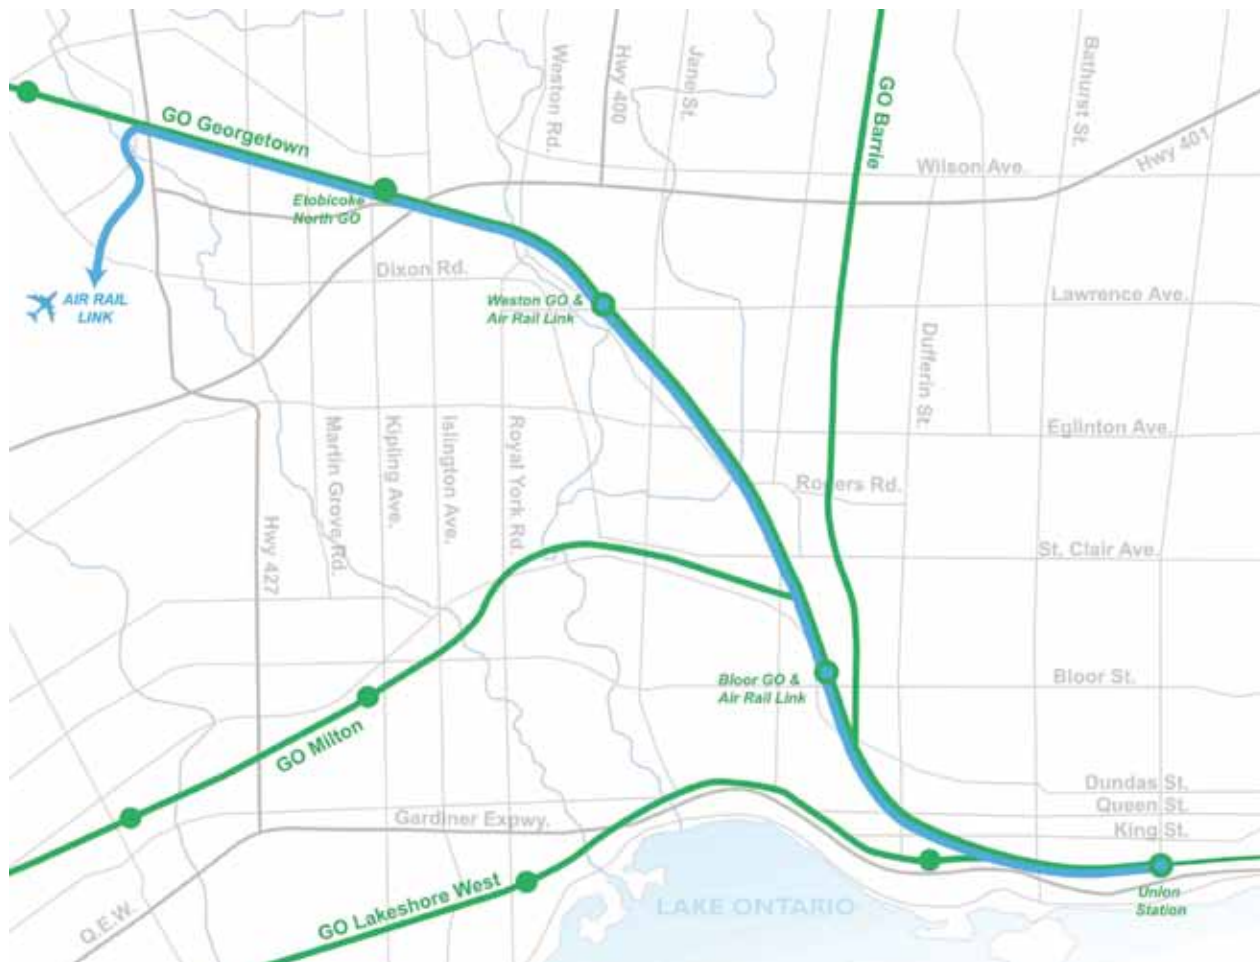 Weston Rd.
Hwy 400
Jane St.
GO Barrie
Bathurst St.
Hwy 401
GO Georgetown
Wilson Ave.
Etobicoke
North GO
Dixon Rd.
AIR RAIL
LINK
Weston GO &
Air Rail Link
Lawrence Ave.
Dufferin St.
Martin Grove Rd.
Kipling Ave.
Islington Ave.
Royal York Rd.
Eglinton Ave.
Rogers Rd.
Hwy 427
St. Clair Ave.
Bloor GO &
Air Rail Link
Bloor St.
GO Milton
Dundas St.
Queen St.
King St.
Gardiner Expwy.
GO Lakeshore West
Q.E.W.
LAKE ONTARIO
Union
Station